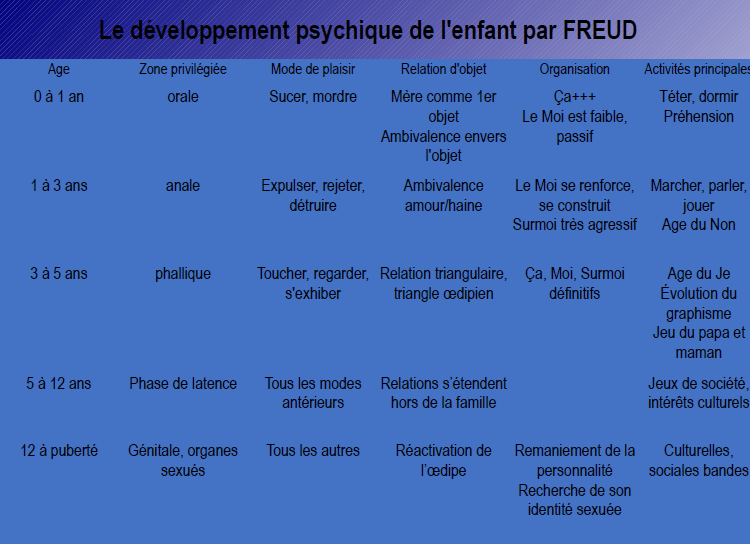 Le développement psychique de l'enfant par FREUD
Age Zone privilégiée Mode de plaisir Relation d'objet Organisation Activités principales
0 à 1 an orale Sucer, mordre Mère comme 1er Ça+++ Téter, dormir
objet Le Moi est faible, Préhension
Ambivalence envers passif
l'objet
1 à 3 ans anale Expulser, rejeter, Ambivalence Le Moi se renforce, Marcher, parler,
détruire amour/haine se construit jouer
Surmoi très agressif Age du Non
3 à 5 ans phallique Toucher, regarder, Relation triangulaire, Ça, Moi, Surmoi Age du Je
s'exhiber triangle œdipien définitifs Évolution du
graphisme
Jeu du papa et
maman
5 à 12 ans Phase de latence Tous les modes Relations s’étendent Jeux de société,
antérieurs hors de la famille intérêts culturels
12 à puberté Génitale, organes Tous les autres Réactivation de Remaniement de la Culturelles,
sexués l’œdipe personnalité sociales bandes
Recherche de son
identité sexuée